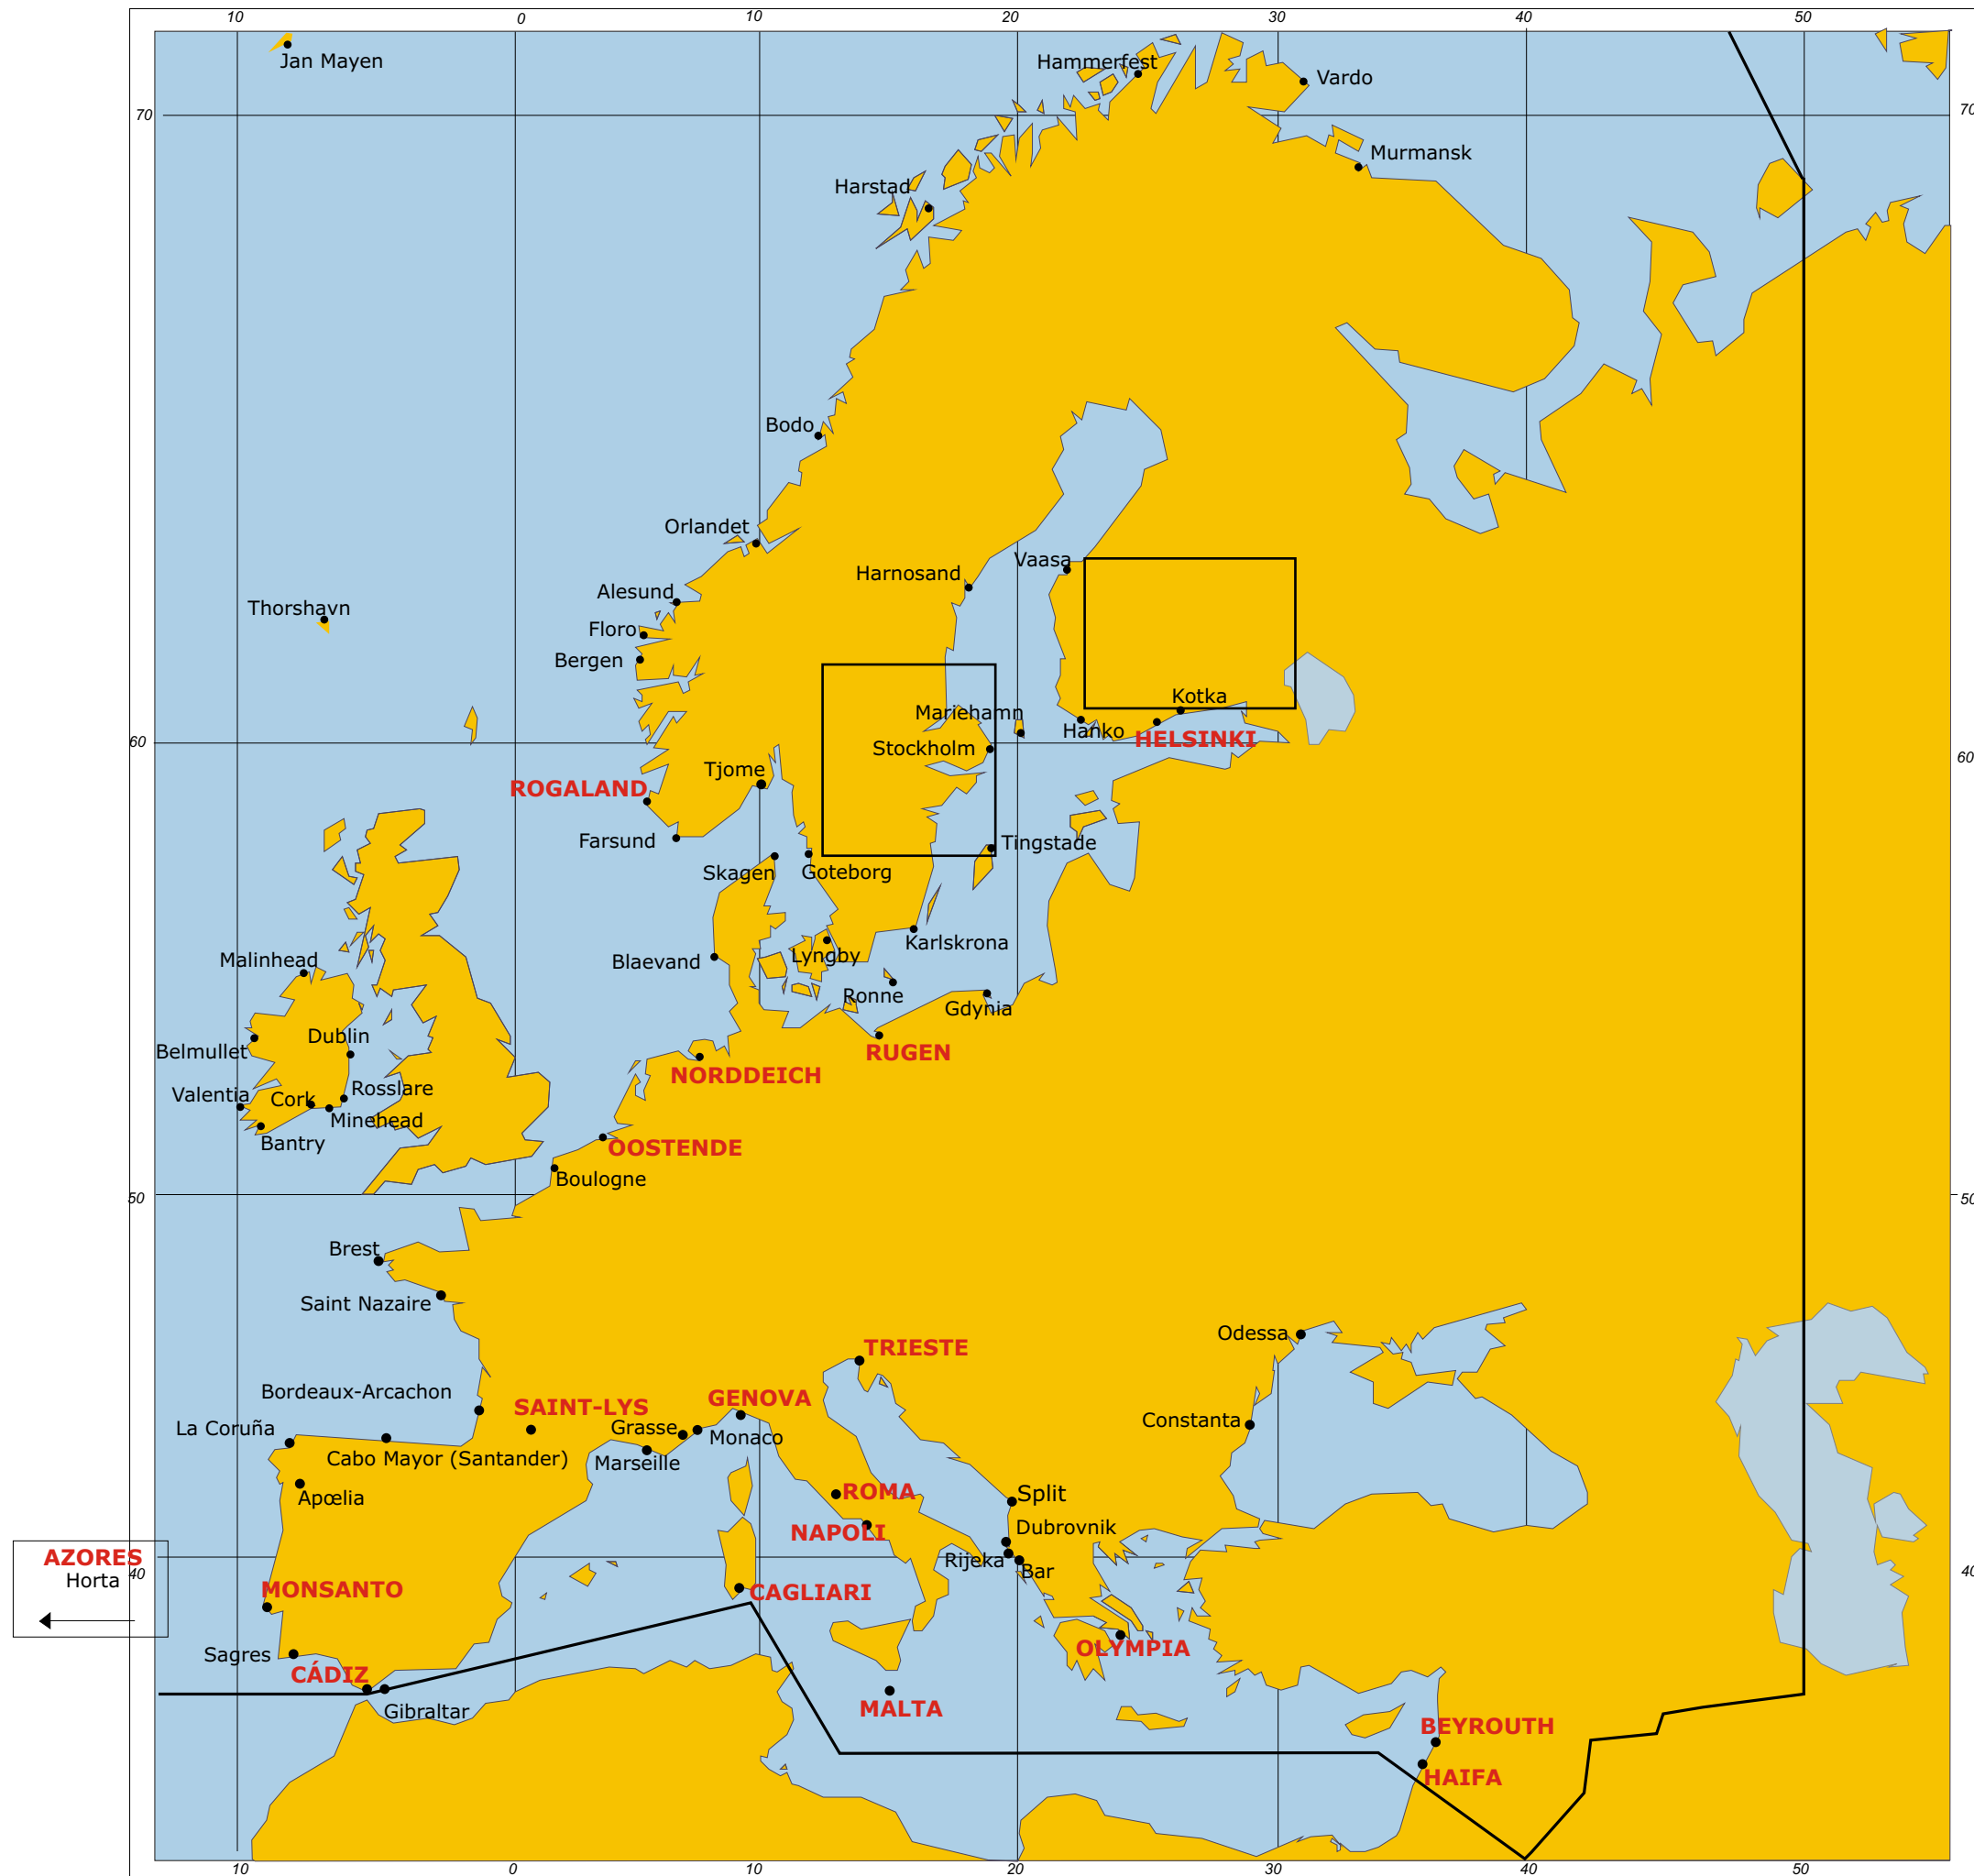 10 0 10 20 30 40 50
Jan Mayen
Hammerfest
Vardo
70 70
Murmansk
Harstad
Bodo
Orlandet
Vaasa
Harnosand
Alesund
Thorshavn
Floro
Bergen
Kotka
Mariehamn
Hanko
HELSINKI
60 60
Stockholm
Tjome
ROGALAND
Farsund
Tingstade
Skagen
Goteborg
Karlskrona
Lyngby
Malinhead
Blaevand
Ronne
Gdynia
Dublin
Belmullet
RUGEN
NORDDEICH
Rosslare
Valentia
Cork
Minehead
Bantry
OOSTENDE
Boulogne
50 50
Brest
Saint Nazaire
Odessa
TRIESTE
Bordeaux-Arcachon
GENOVA
SAINT-LYS
Constanta
La Coruña
Grasse
Monaco
Cabo Mayor (Santander)
Marseille
ROMA
Split
Apœlia
Dubrovnik
NAPOLI
AZORES
Rijeka
Bar
40 40
Horta
MONSANTO
CAGLIARI
OLYMPIA
Sagres
CÁDIZ
MALTA
Gibraltar
BEYROUTH
HAIFA
10 0 10 20 30 40 50